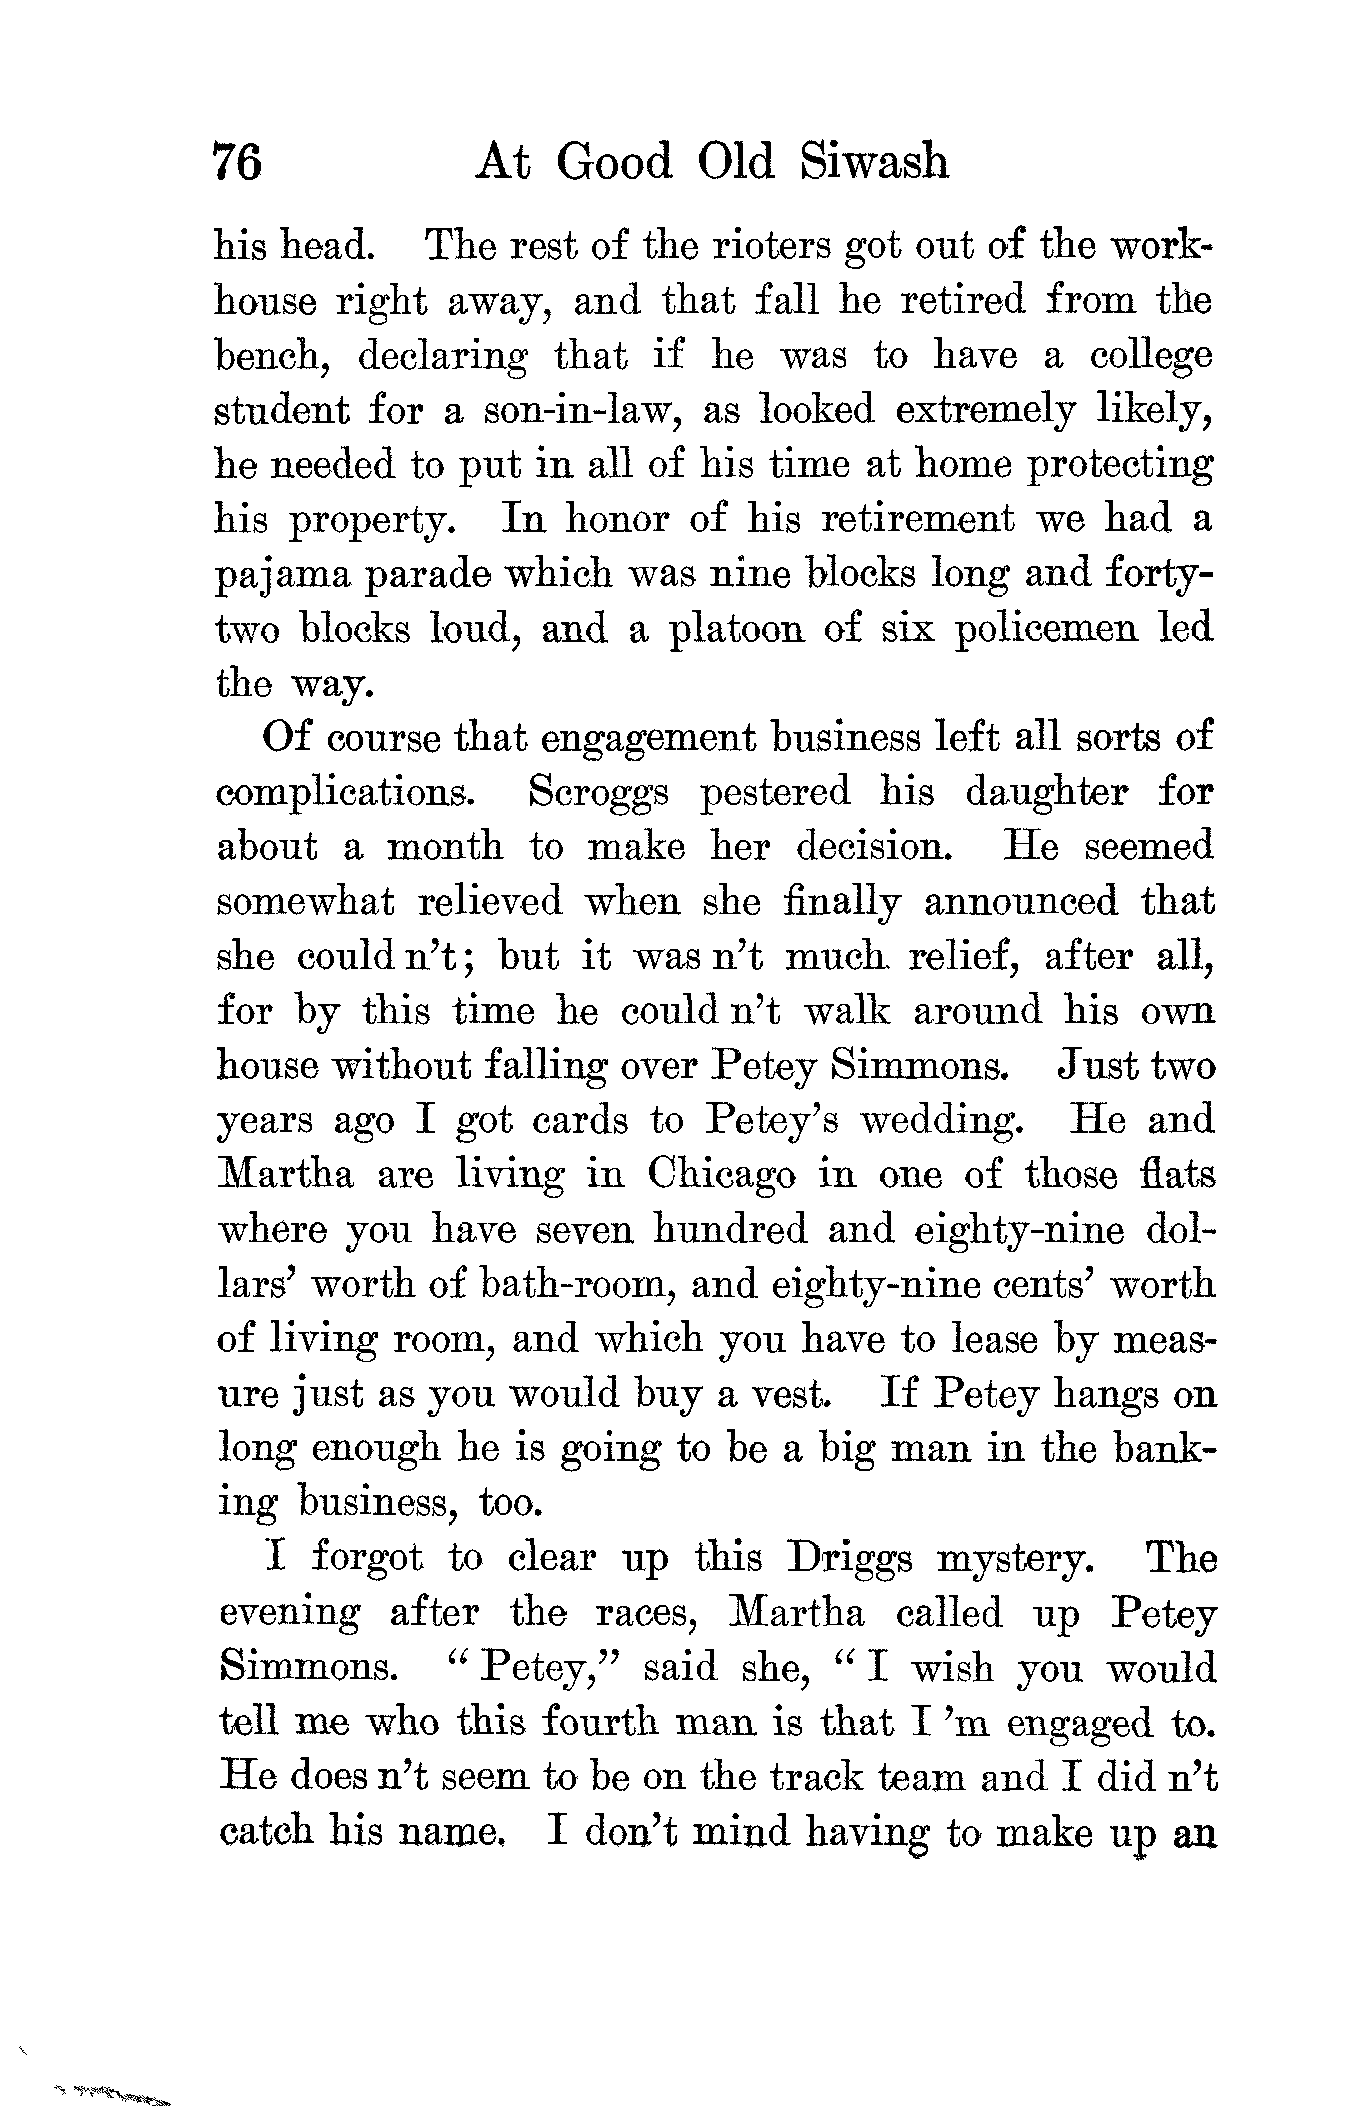 76 At Good Old Siwash
his head. The rest of the rioters got out of the work-
house right away, and that fall he retired from the
bench, declaring that if he was to have a college
student for a son-in-law, as looked extremely likely,
he needed to put in all of his time at home protecting
his property. In honor of his retirement we had a
pajama parade which was nine blocks long and forty-
two blocks loud, and a platoon of six policemen led
the way.
Of course that engagement business left all sorts of
complications. Scroggs pestered his daughter for
about a month to make her decision. He seemed
somewhat relieved when she finally announced that
she could n't; but it was n't much relief, after all,
for by this time he could n't walk around his own
house without falling over Petey Simmons. Just two
years ago I got cards to Petey's wedding. He and
Martha are living in Chicago in one of those flats
where you have seven hundred and eighty-nine dol-
lars' worth of bath-room, and eighty-nine cents' worth
of living room, and which you have to lease by meas-
ure just as you would buy a vest. If Petey hangs on
long enough he is going to be a big man in the bank-
ing business, too.
I forgot to clear up this Driggs mystery. The
evening after the races, Martha called up Petey
Simmons. "Petey," said she, "I wish you would
tell me who this fourth man is that I 'm engaged to.
He does n't seem to be on the track team and I did n't
catch his name. I don't mind having to make up an